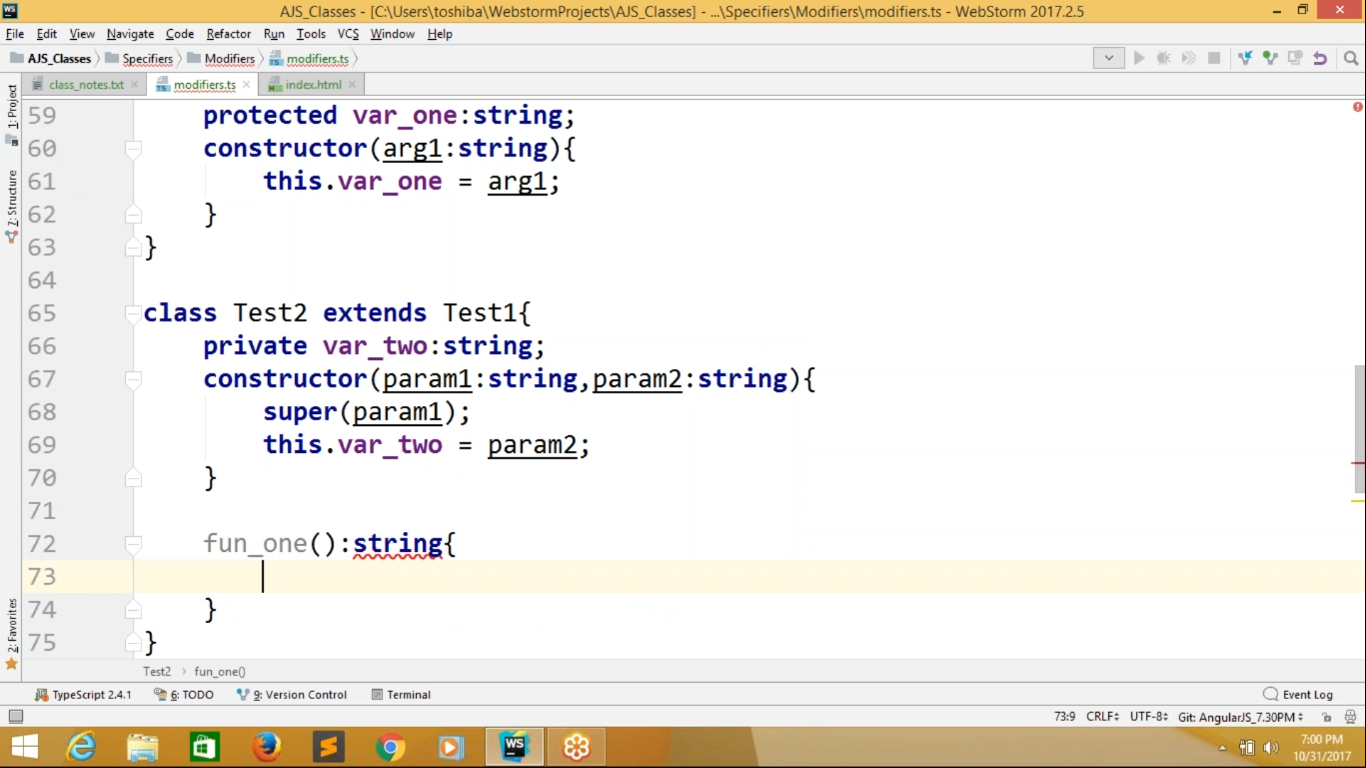 AJS_Classes - [C:\Users\toshiba\WebstormProjects\AJS_Classes] - ...\Specifiers\Modifiers\modifiers.ts - WebStorm 2017.2.5
File Edit View Navigate Code Refactor Run Tools VCS Window Help
AJS_Classes Specifiers Modifiers modifiers.ts
class_notes.txt modifiers.ts index.html
1: Project
7: Structure
2: Favorites
59 protected var_one:string;
60 constructor(arg1:string){
61 this.var_one = arg1;
62 }
63 }
64
65 class Test2 extends Test1{
66 private var_two:string;
67 constructor(param1:string,param2:string){
68 super(param1);
69 this.var_two = param2;
70 }
71
72 fun_one():string{
73
74 }
75 }
Test2 fun_one()
TypeScript 2.4.1 6: TODO 9: Version Control Terminal Event Log
73:9 CRLF UTF-8 Git: AngularJS_7.30PM
7:00 PM
10/31/2017